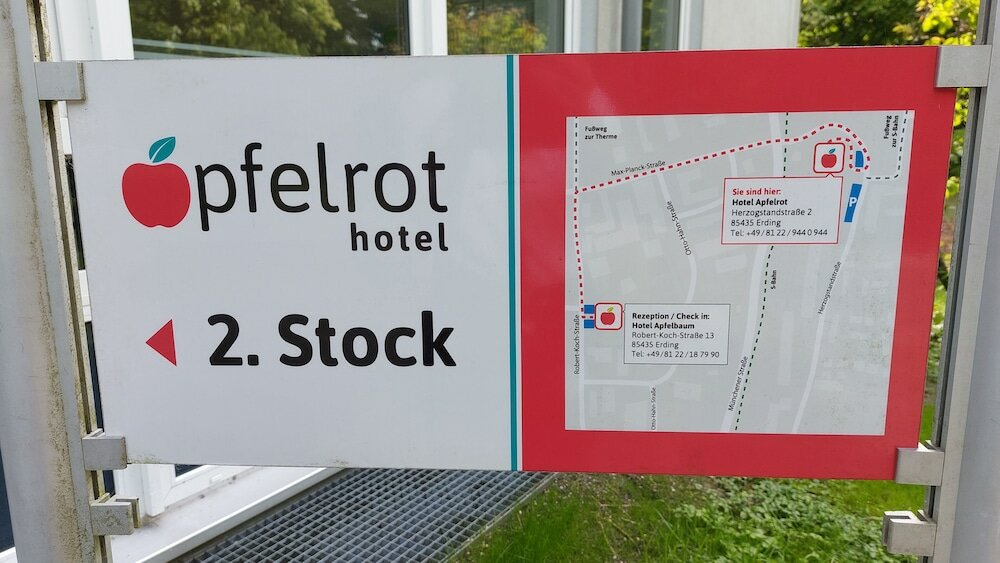 pfelrot
hotel
2. Stock
Fußweg
zur Therme
Fußweg
zur S-Bahn
Max-Planck-Straße
P
Sie sind hier:
Hotel Apfelrot
Herzogstandstraße 2
85435 Erding
Tel: +49/81 22/944 0 944
Otto-Hahn-Straße
S-Bahn
Herzogstandstraße
Robert-Koch-Straße
Rezeption / Check in:
Hotel Apfelbaum
Robert-Koch-Straße 13
85435 Erding
Tel: +49/81 22/18 79 90
Münchener Straße
Otto-Hahn-Straße